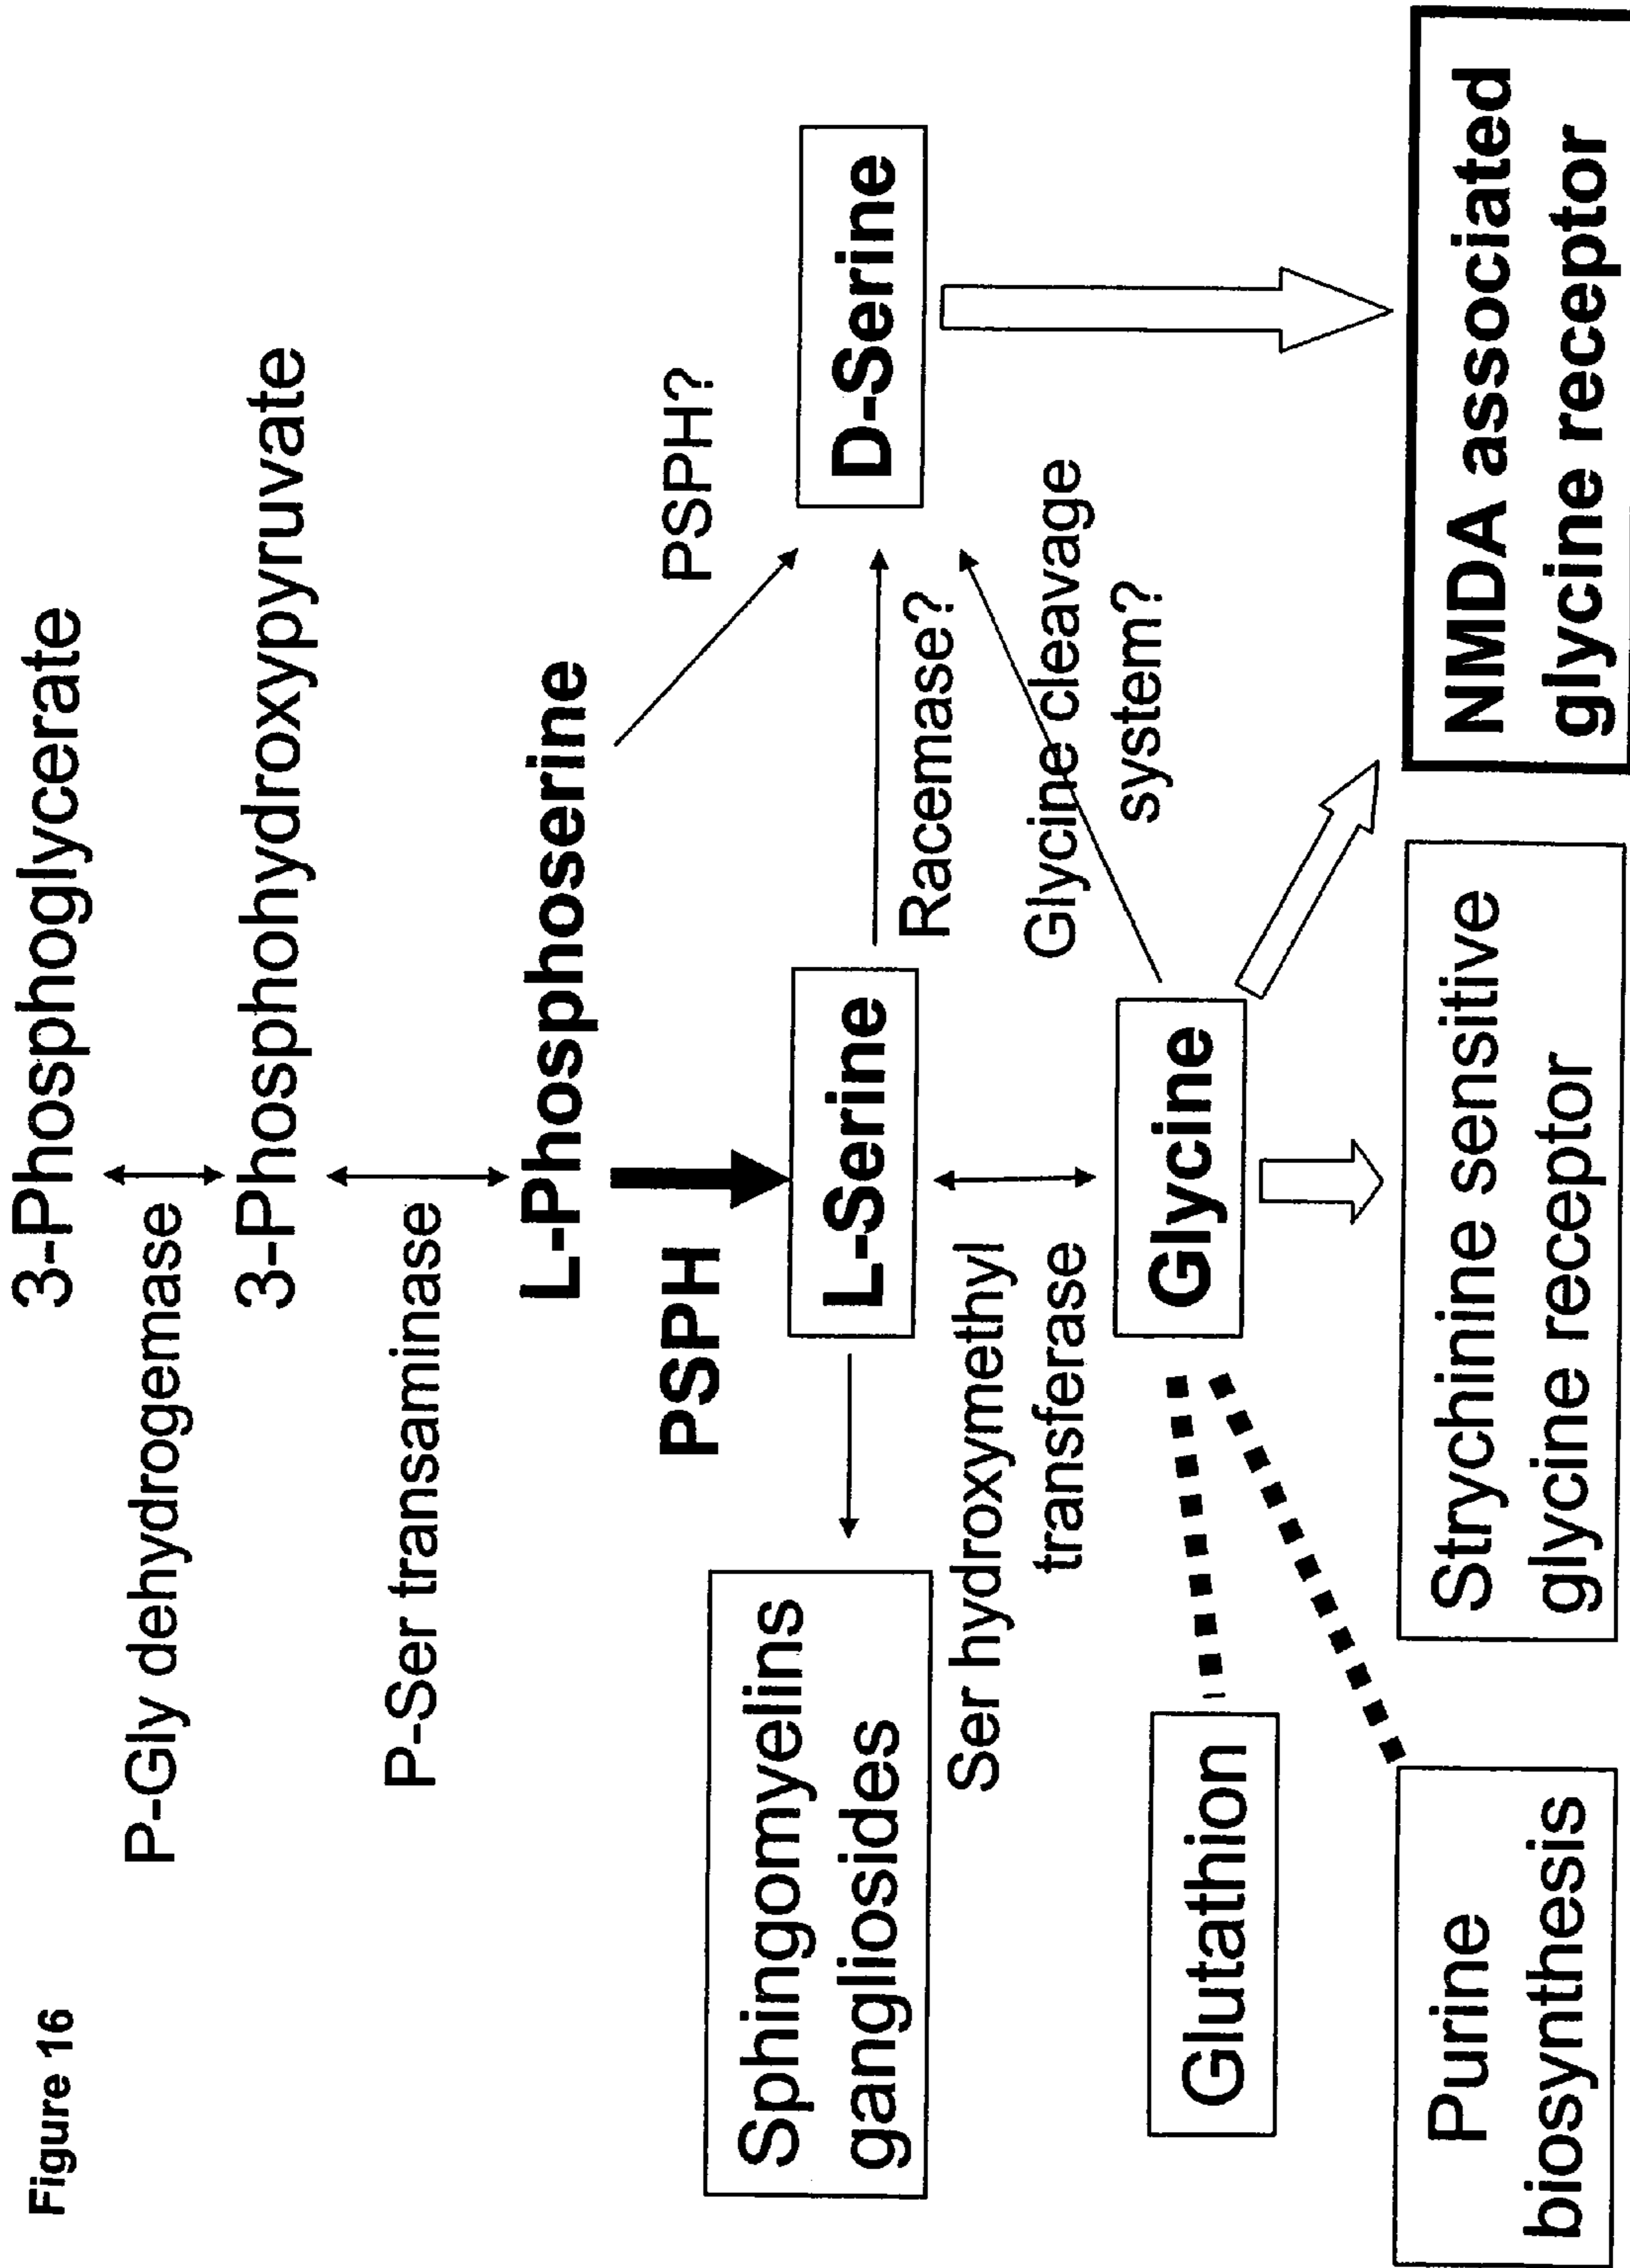 Figure 16
3-Phosphoglycerate
P-Gly dehydrogemase
3-Phosphohydroxypyruvate
P-Ser transaminase
L-Phosphoserine
PSPH
PSPH?
Sphingomyelins
gangliosides
L-Serine
D-Serine
Racemase?
Ser hydroxymethyl
transferase
Glycine cleavage
system?
Glutathion
Glycine
Purine
biosynthesis
Strychinine sensitive
glycine receptor
NMDA associated
glycine receptor